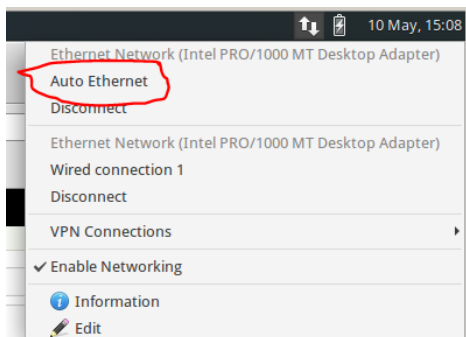 10 May, 15:08
Ethernet Network (Intel PRO/1000 MT Desktop Adapter)
Auto Ethernet
Disconnect
Ethernet Network (Intel PRO/1000 MT Desktop Adapter)
Wired connection 1
Disconnect
VPN Connections
Enable Networking
Information
Edit